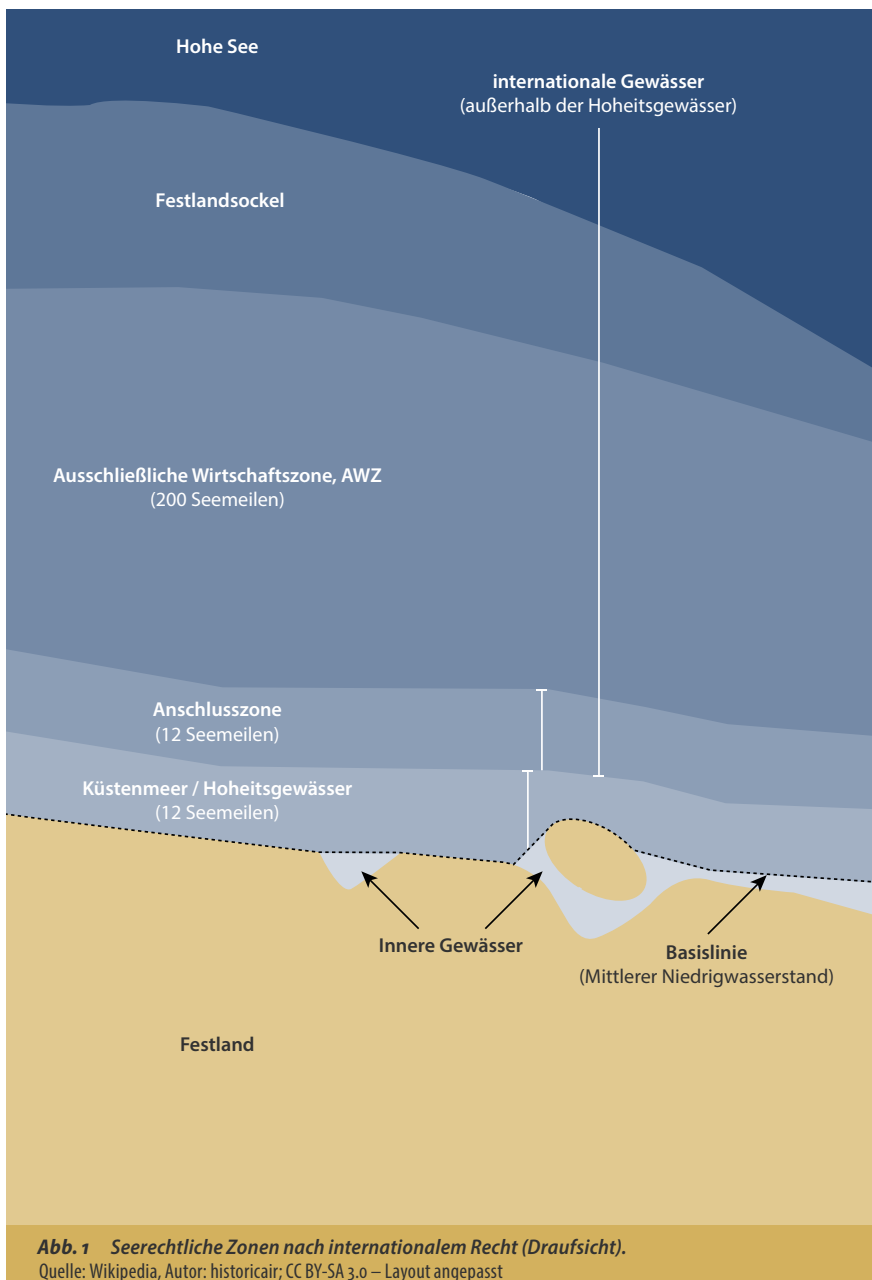 Hohe See
internationale Gewässer
(außerhalb der Hoheitsgewässer)
Festlandsockel
Ausschließliche Wirtschaftszone, AWZ
(200 Seemeilen)
Anschlusszone
(12 Seemeilen)
Küstenmeer / Hoheitsgewässer
(12 Seemeilen)
Innere Gewässer
Basislinie
(Mittlerer Niedrigwasserstand)
Festland
Abb. 1 Seerechtliche Zonen nach internationalem Recht (Draufsicht).
Quelle: Wikipedia, Autor: historicair; CC BY-SA 3.0 – Layout angepasst